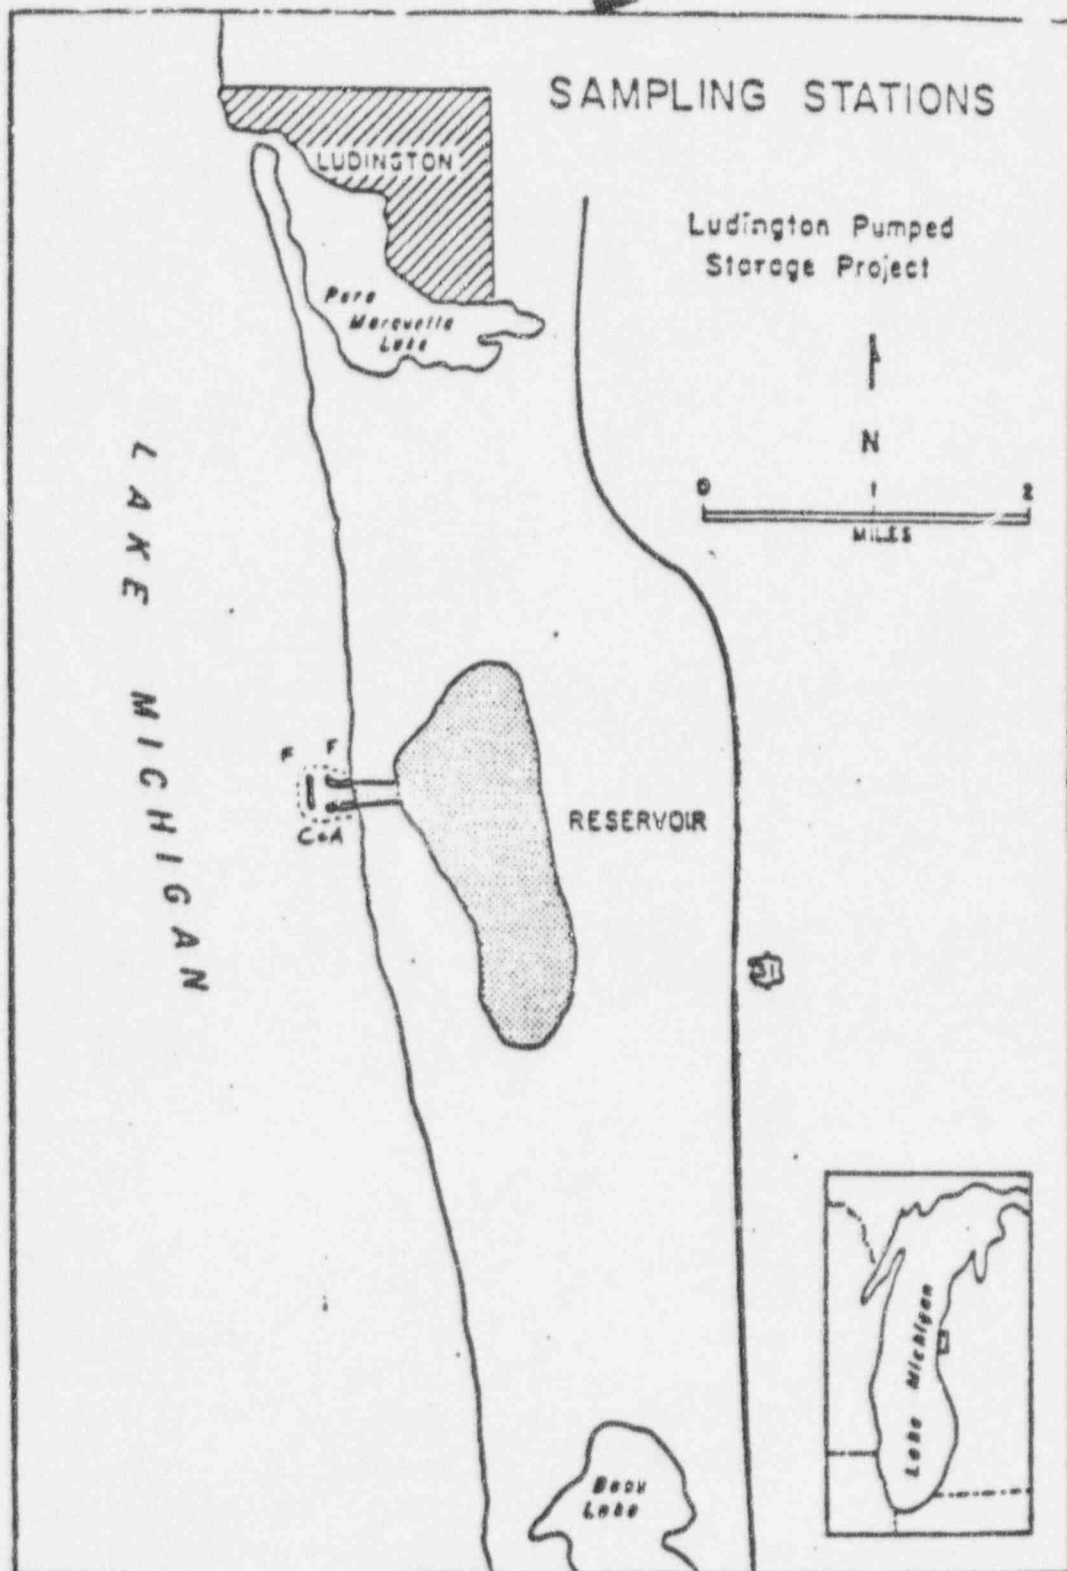 SAMPLING STATIONS
LUDINGTON
Ludington Pumped
Storage Project
Pere
Marquette
Lake
N
0 1 2
MILES
LAKE MICHIGAN
F F
C+A
RESERVOIR
31
Lake Michigan
Lake